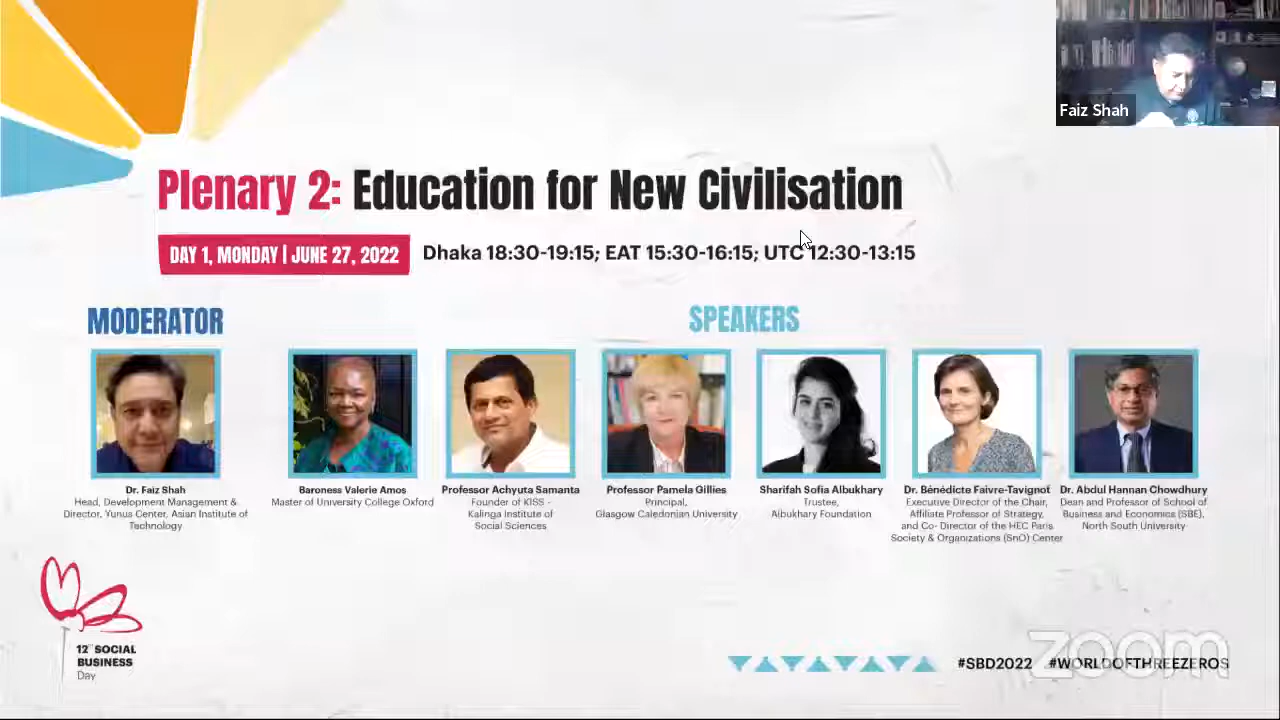 Faiz Shah
Plenary 2: Education for New Civilisation
DAY 1, MONDAY | JUNE 27, 2022
Dhaka 18:30-19:15; EAT 15:30-16:15; UTC 12:30-13:15
MODERATOR
SPEAKERS
Dr. Faiz Shah
Head, Development Management &
Director, Yunus Center, Asian Institute of
Technology
Baroness Valerie Amos
Master of University College Oxford
Professor Achyuta Samanta
Founder of KISS -
Kalinga Institute of
Social Sciences
Professor Pamela Gillies
Principal,
Glasgow Caledonian University
Sharifah Sofia Albukhary
Trustee,
Albukhary Foundation
Dr. Bénédicte Faivre-Tavignot
Executive Director of the Chair,
Affiliate Professor of Strategy,
and Co- Director of the HEC Paris
Society & Organizations (SnO) Center
Dr. Abdul Hannan Chowdhury
Dean and Professor of School of
Business and Economics (SBE),
North South University
12th SOCIAL
BUSINESS
Day
#SBD2022 #WORLDOFTHREEZEROS
zoom